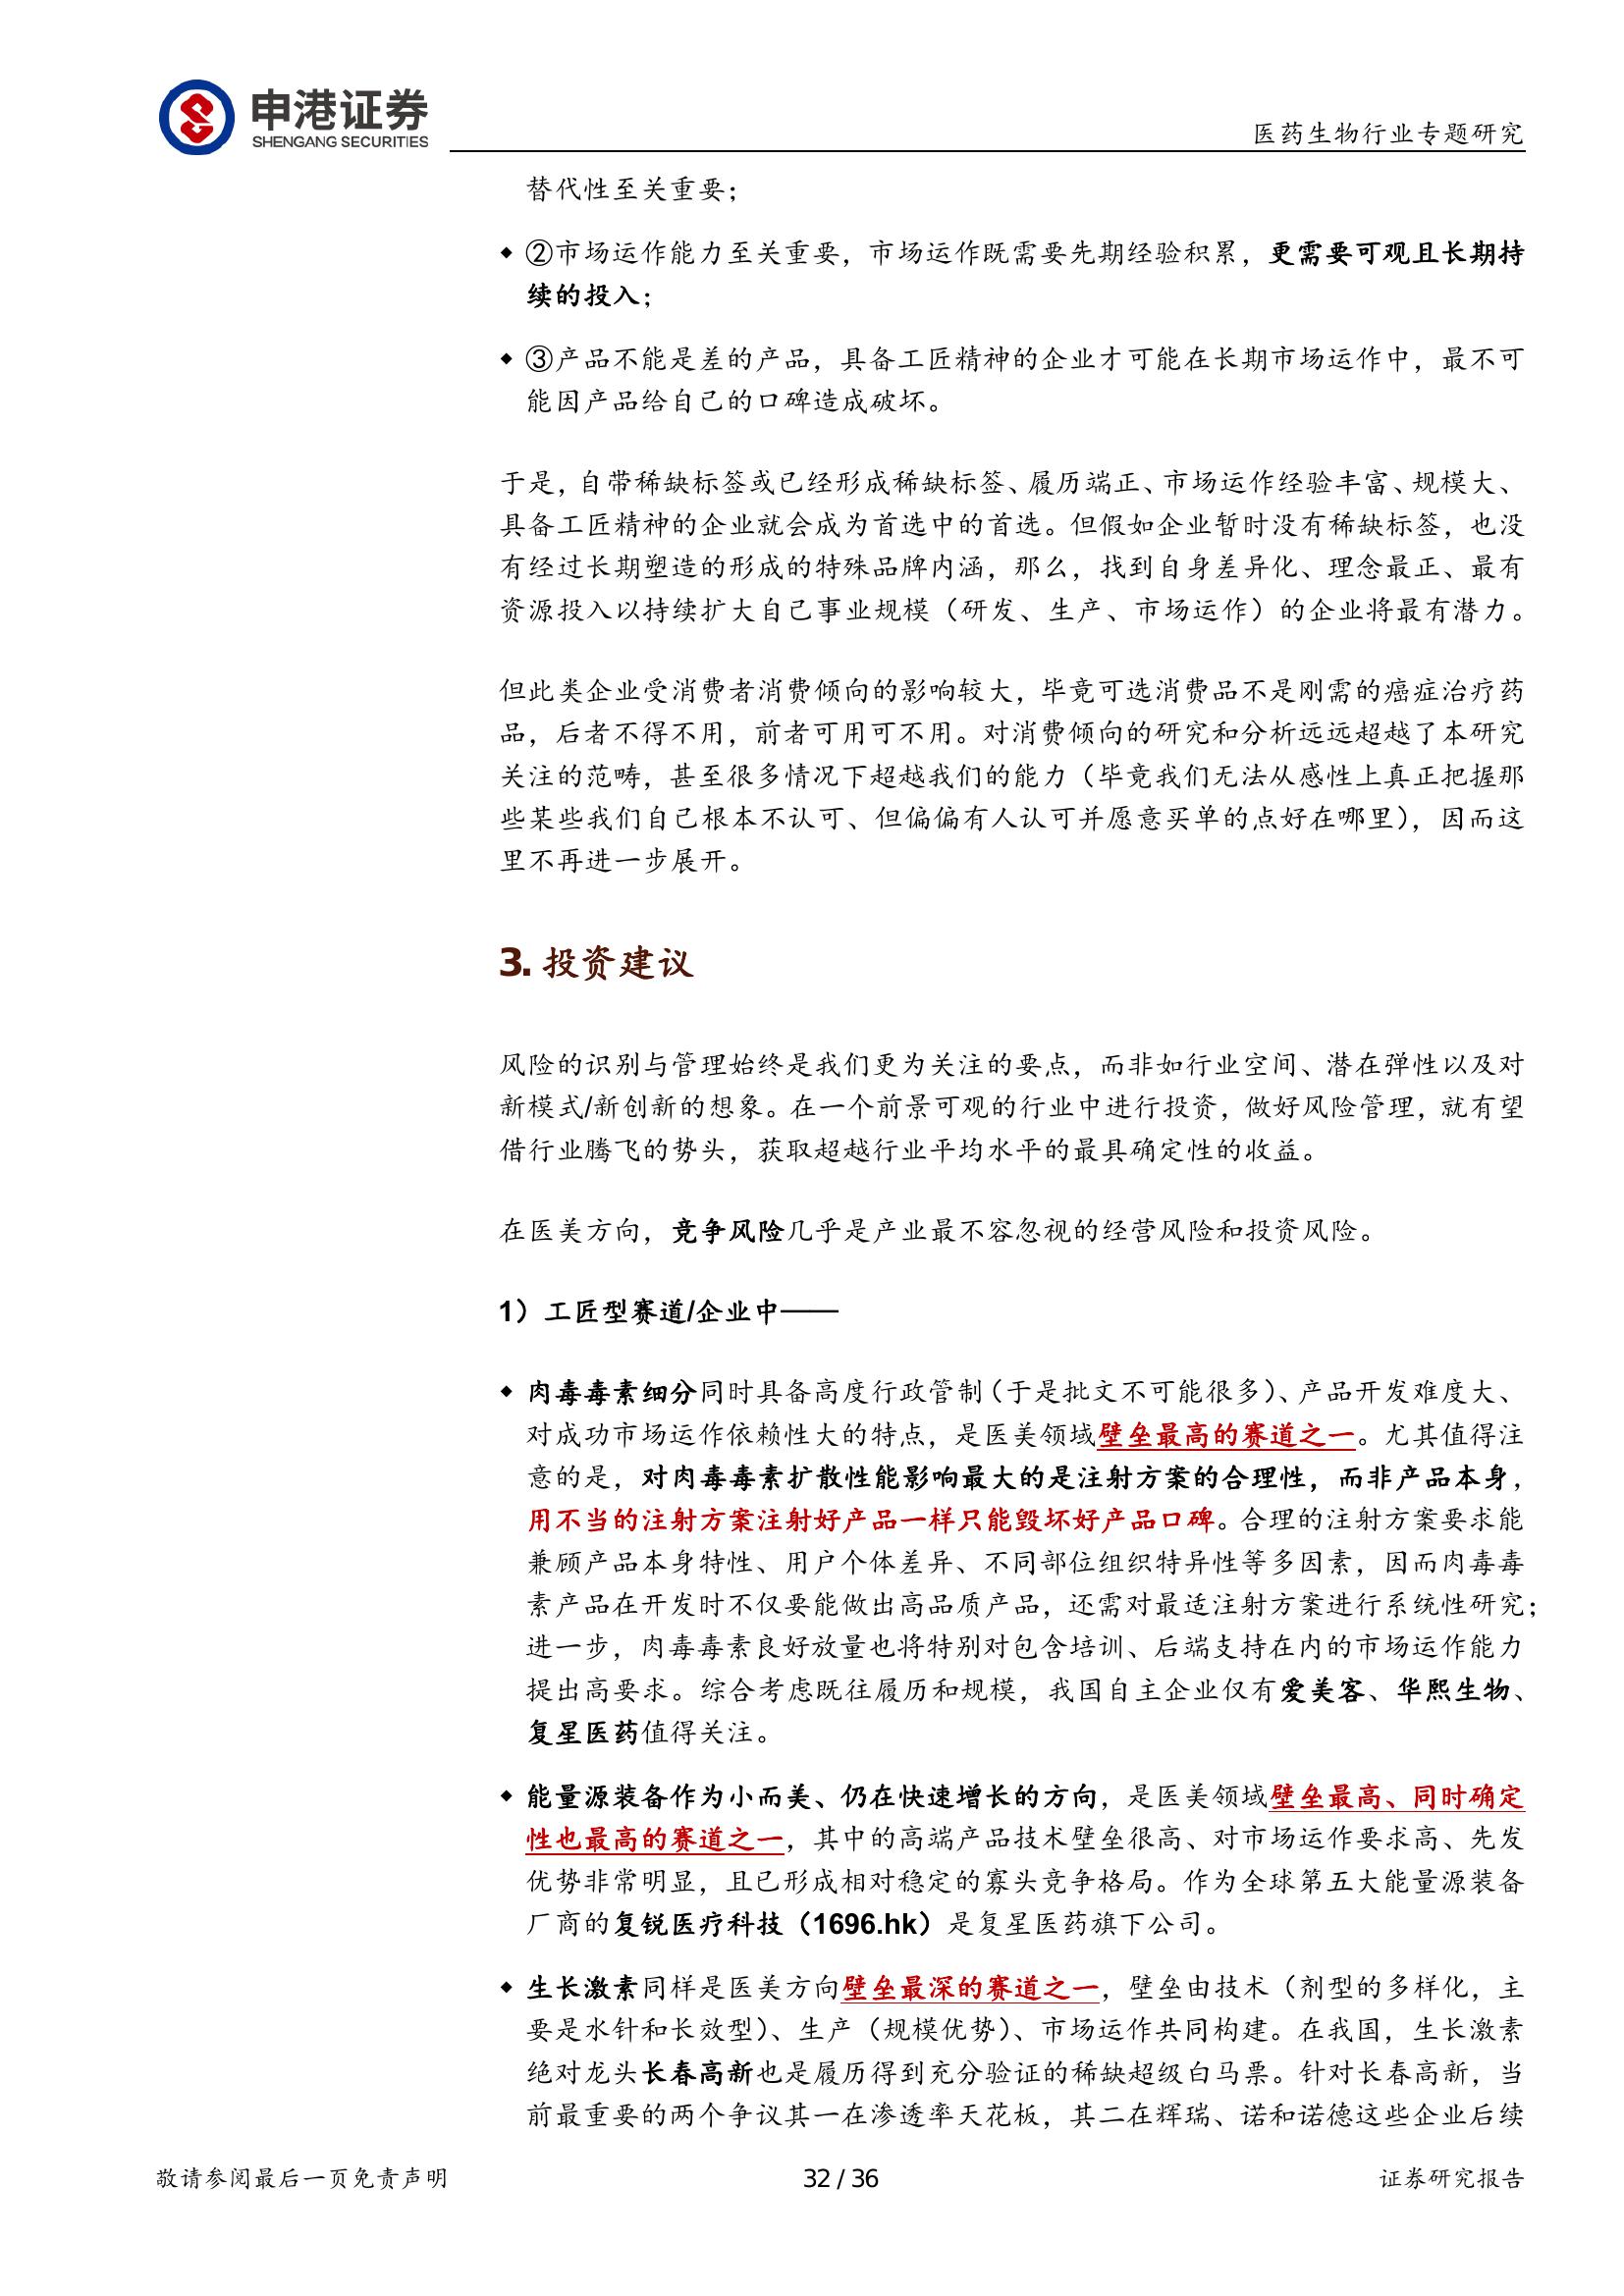 申港证券
SHENGANG SECURITIES
医药生物行业专题研究
替代性至关重要；
◆ ②市场运作能力至关重要，市场运作既需要先期经验积累，更需要可观且长期持
续的投入；
◆ ③产品不能是差的产品，具备工匠精神的企业才可能在长期市场运作中，最不可
能因产品给自己的口碑造成破坏。
于是，自带稀缺标签或已经形成稀缺标签、履历端正、市场运作经验丰富、规模大、
具备工匠精神的企业就会成为首选中的首选。但假如企业暂时没有稀缺标签，也没
有经过长期塑造的形成的特殊品牌内涵，那么，找到自身差异化、理念最正、最有
资源投入以持续扩大自己事业规模（研发、生产、市场运作）的企业将最有潜力。
但此类企业受消费者消费倾向的影响较大，毕竟可选消费品不是刚需的癌症治疗药
品，后者不得不用，前者可用可不用。对消费倾向的研究和分析远远超越了本研究
关注的范畴，甚至很多情况下超越我们的能力（毕竟我们无法从感性上真正把握那
些某些我们自己根本不认可、但偏偏有人认可并愿意买单的点好在哪里），因而这
里不再进一步展开。
3. 投资建议
风险的识别与管理始终是我们更为关注的要点，而非如行业空间、潜在弹性以及对
新模式/新创新的想象。在一个前景可观的行业中进行投资，做好风险管理，就有望
借行业腾飞的势头，获取超越行业平均水平的最具确定性的收益。
在医美方向，竞争风险几乎是产业最不容忽视的经营风险和投资风险。
1）工匠型赛道/企业中——
◆ 肉毒毒素细分同时具备高度行政管制（于是批文不可能很多）、产品开发难度大、
对成功市场运作依赖性大的特点，是医美领域壁垒最高的赛道之一。尤其值得注
意的是，对肉毒毒素扩散性能影响最大的是注射方案的合理性，而非产品本身，
用不当的注射方案注射好产品一样只能毁坏好产品口碑。合理的注射方案要求能
兼顾产品本身特性、用户个体差异、不同部位组织特异性等多因素，因而肉毒毒
素产品在开发时不仅要能做出高品质产品，还需对最适注射方案进行系统性研究；
进一步，肉毒毒素良好放量也将特别对包含培训、后端支持在内的市场运作能力
提出高要求。综合考虑既往履历和规模，我国自主企业仅有爱美客、华熙生物、
复星医药值得关注。
◆ 能量源装备作为小而美、仍在快速增长的方向，是医美领域壁垒最高、同时确定
性也最高的赛道之一，其中的高端产品技术壁垒很高、对市场运作要求高、先发
优势非常明显，且已形成相对稳定的寡头竞争格局。作为全球第五大能量源装备
厂商的复锐医疗科技（1696.hk）是复星医药旗下公司。
◆ 生长激素同样是医美方向壁垒最深的赛道之一，壁垒由技术（剂型的多样化，主
要是水针和长效型）、生产（规模优势）、市场运作共同构建。在我国，生长激素
绝对龙头长春高新也是履历得到充分验证的稀缺超级白马票。针对长春高新，当
前最重要的两个争议其一在渗透率天花板，其二在辉瑞、诺和诺德这些企业后续
敬请参阅最后一页免责声明
32 / 36
证券研究报告